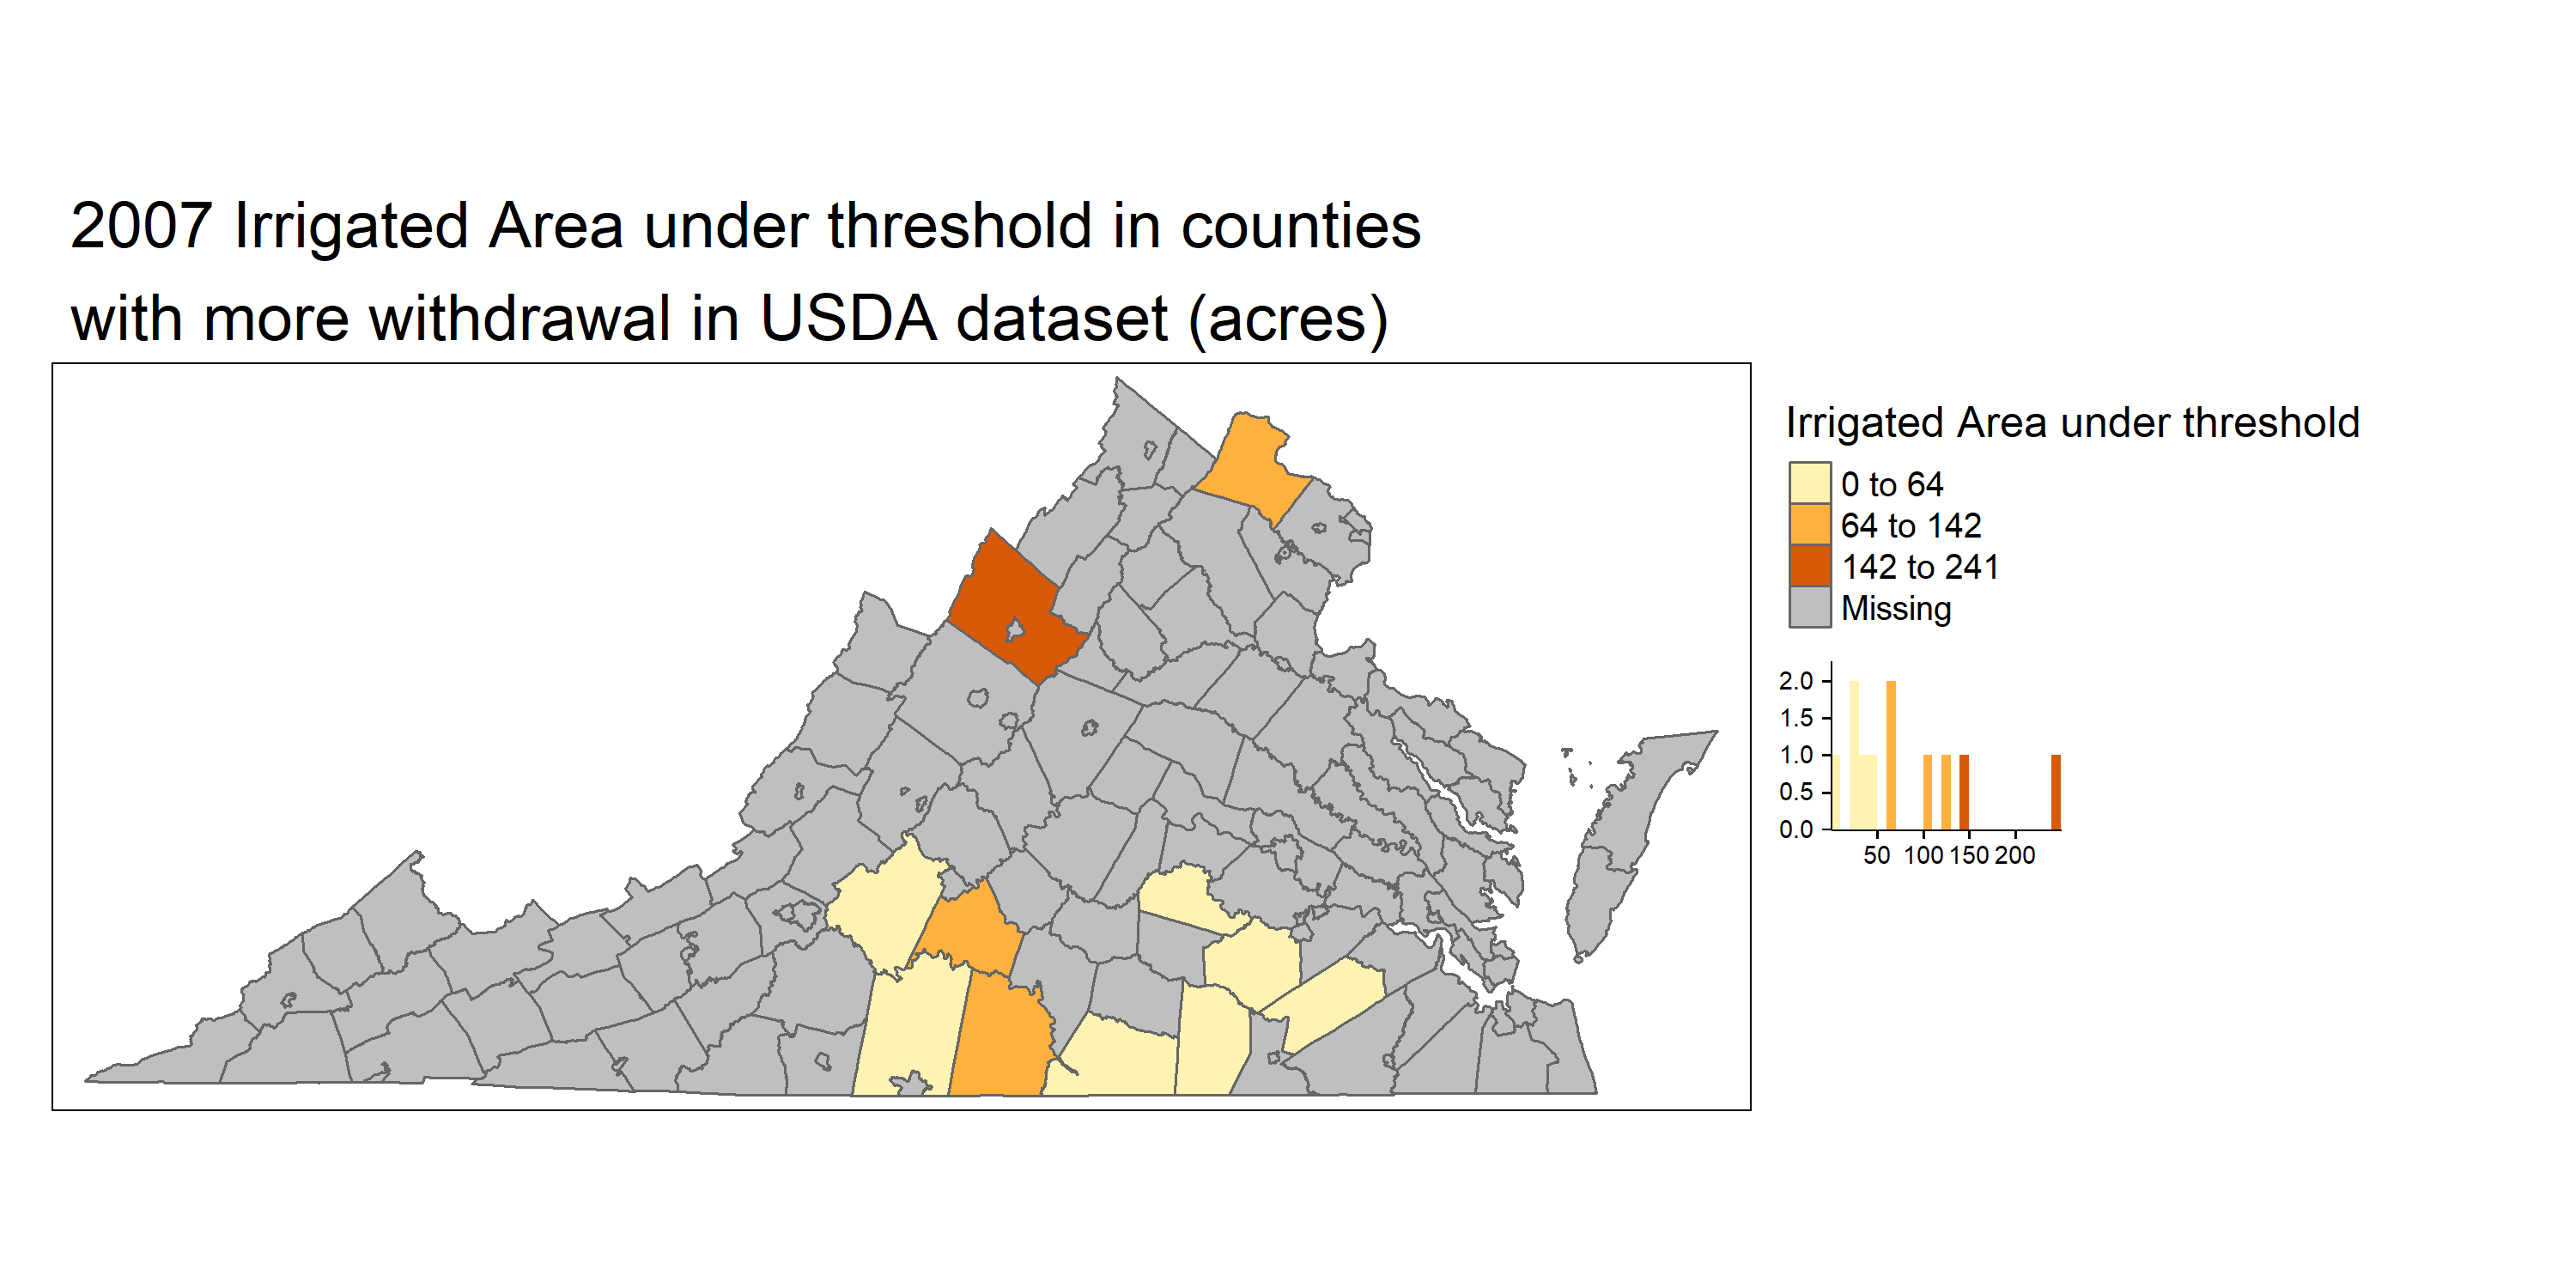 2007 Irrigated Area under threshold in counties
with more withdrawal in USDA dataset (acres)
Irrigated Area under threshold
0 to 64
64 to 142
142 to 241
Missing
2.0
1.5
1.0
0.5
0.0
50 100 150 200